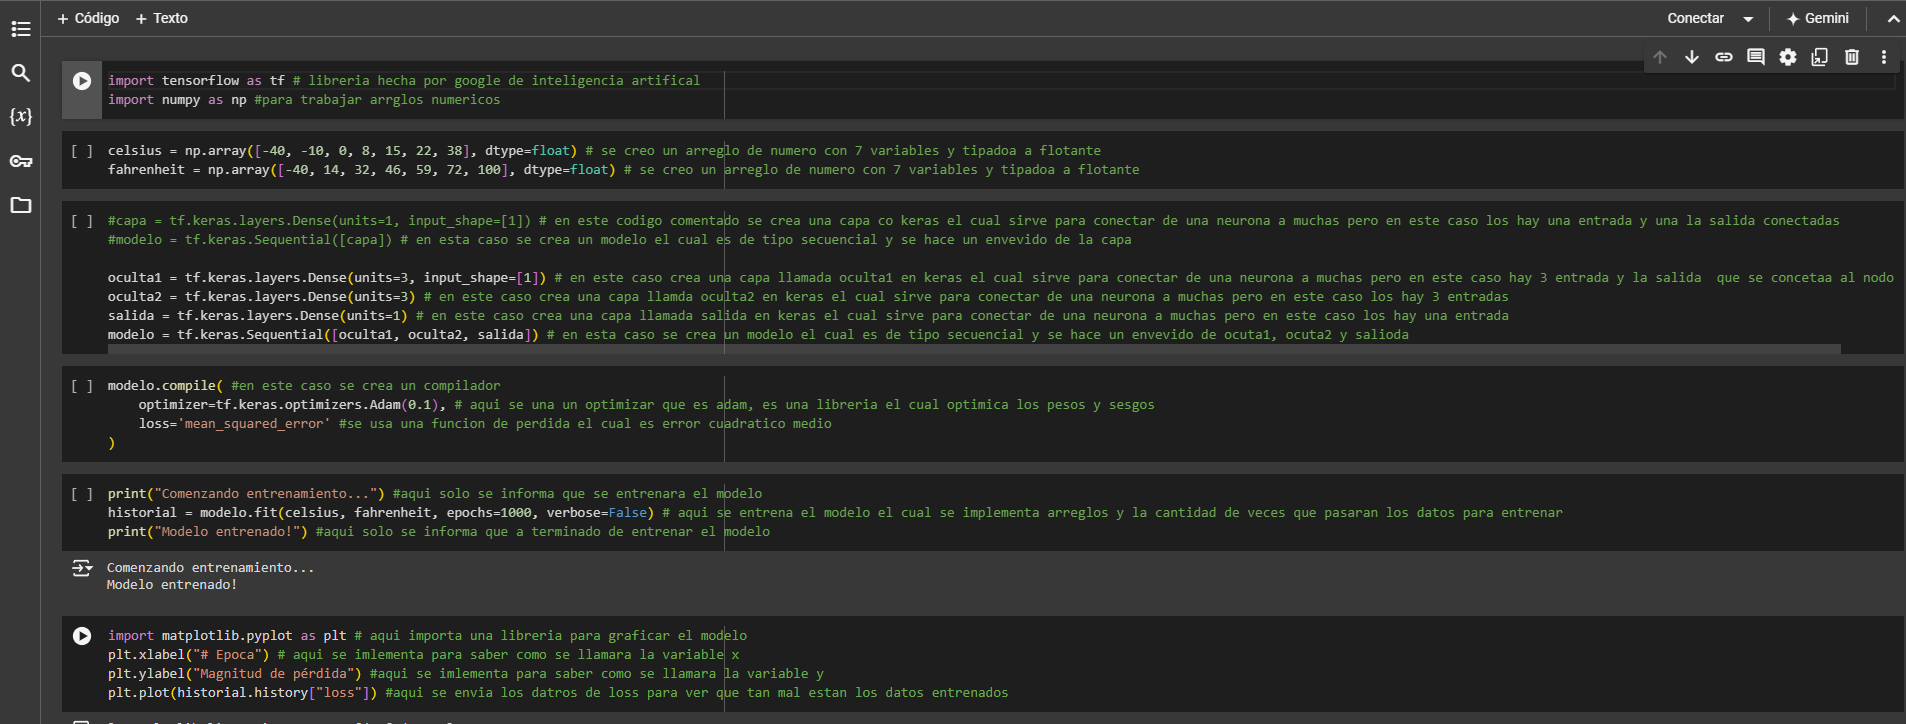 + Código + Texto
Conectar Gemini
{x}
import tensorflow as tf # libreria hecha por google de inteligencia artifical
import numpy as np #para trabajar arrglos numericos
[ ] celsius = np.array([-40, -10, 0, 8, 15, 22, 38], dtype=float) # se creo un arreglo de numero con 7 variables y tipadoa a flotante
fahrenheit = np.array([-40, 14, 32, 46, 59, 72, 100], dtype=float) # se creo un arreglo de numero con 7 variables y tipadoa a flotante
[ ] #capa = tf.keras.layers.Dense(units=1, input_shape=[1]) # en este codigo comentado se crea una capa co keras el cual sirve para conectar de una neurona a muchas pero en este caso los hay una entrada y una la salida conectadas
#modelo = tf.keras.Sequential([capa]) # en esta caso se crea un modelo el cual es de tipo secuencial y se hace un envevido de la capa
oculta1 = tf.keras.layers.Dense(units=3, input_shape=[1]) # en este caso crea una capa llamada oculta1 en keras el cual sirve para conectar de una neurona a muchas pero en este caso hay 3 entrada y la salida  que se concetaa al nodo
oculta2 = tf.keras.layers.Dense(units=3) # en este caso crea una capa llamda oculta2 en keras el cual sirve para conectar de una neurona a muchas pero en este caso los hay 3 entradas
salida = tf.keras.layers.Dense(units=1) # en este caso crea una capa llamada salida en keras el cual sirve para conectar de una neurona a muchas pero en este caso los hay una entrada
modelo = tf.keras.Sequential([oculta1, oculta2, salida]) # en esta caso se crea un modelo el cual es de tipo secuencial y se hace un envevido de ocuta1, ocuta2 y salioda
[ ] modelo.compile( #en este caso se crea un compilador
optimizer=tf.keras.optimizers.Adam(0.1), # aqui se una un optimizar que es adam, es una libreria el cual optimica los pesos y sesgos
loss='mean_squared_error' #se usa una funcion de perdida el cual es error cuadratico medio
)
[ ] print("Comenzando entrenamiento...") #aqui solo se informa que se entrenara el modelo
historial = modelo.fit(celsius, fahrenheit, epochs=1000, verbose=False) # aqui se entrena el modelo el cual se implementa arreglos y la cantidad de veces que pasaran los datos para entrenar
print("Modelo entrenado!") #aqui solo se informa que a terminado de entrenar el modelo
Comenzando entrenamiento...
Modelo entrenado!
import matplotlib.pyplot as plt # aqui importa una libreria para graficar el modelo
plt.xlabel("# Epoca") # aqui se imlementa para saber como se llamara la variable x
plt.ylabel("Magnitud de pérdida") #aqui se imlementa para saber como se llamara la variable y
plt.plot(historial.history["loss"]) #aqui se envia los datros de loss para ver que tan mal estan los datos entrenados